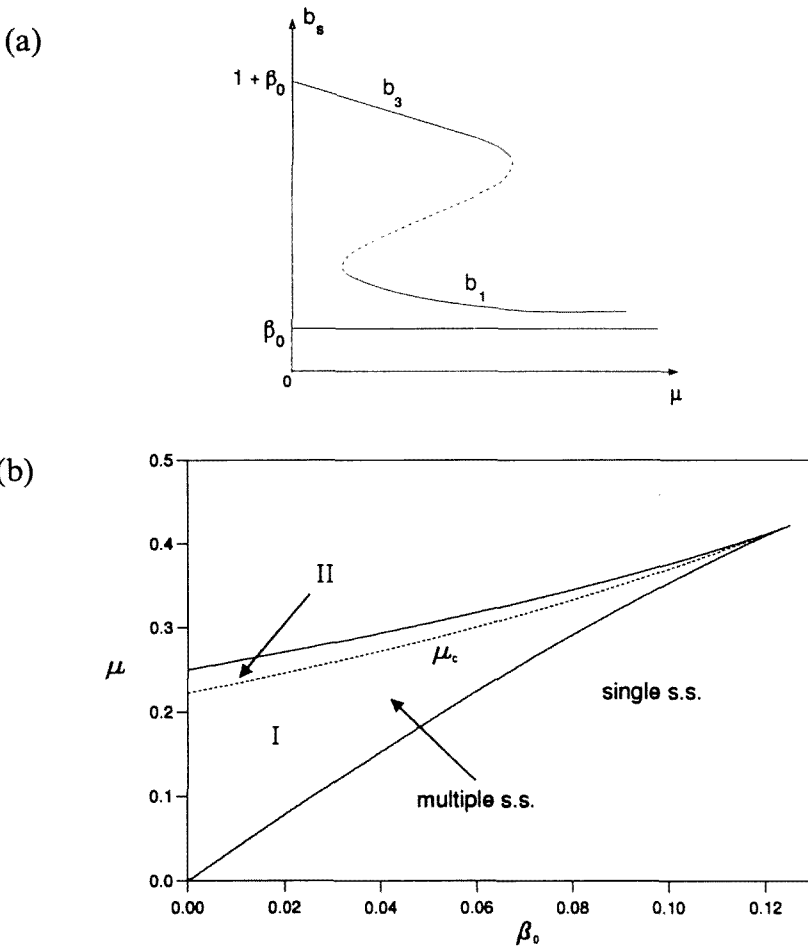 (a)
b_s
1 + β_0
b_3
b_1
β_0
0
μ
(b)
0.5
0.4
II
0.3
μ
μ_c
0.2
single s.s.
I
0.1
multiple s.s.
0.0
0.00 0.02 0.04 0.06 0.08 0.10 0.12
β_0